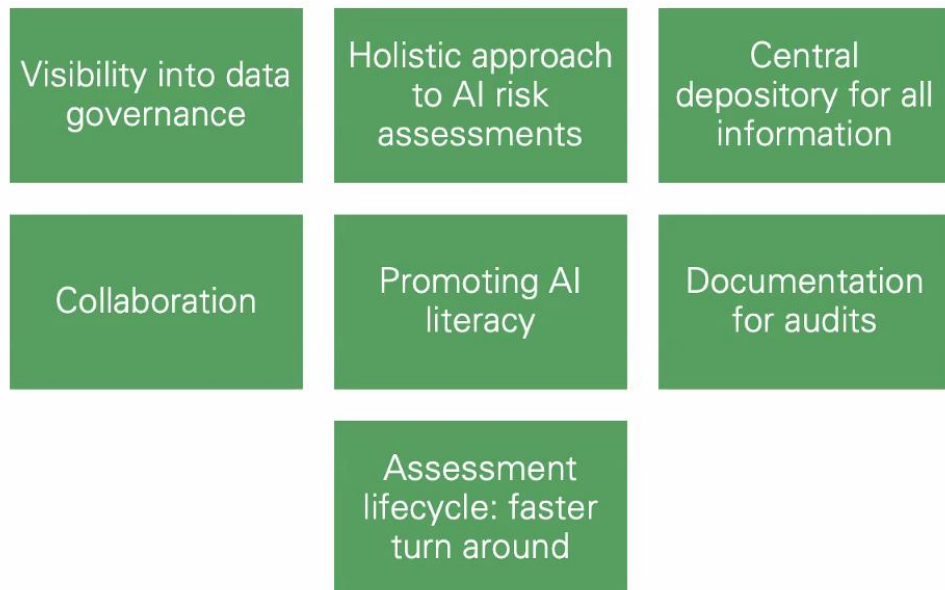 Visibility into data
governance
Holistic approach
to AI risk
assessments
Central
depository for all
information
Collaboration
Promoting AI
literacy
Documentation
for audits
Assessment
lifecycle: faster
turn around